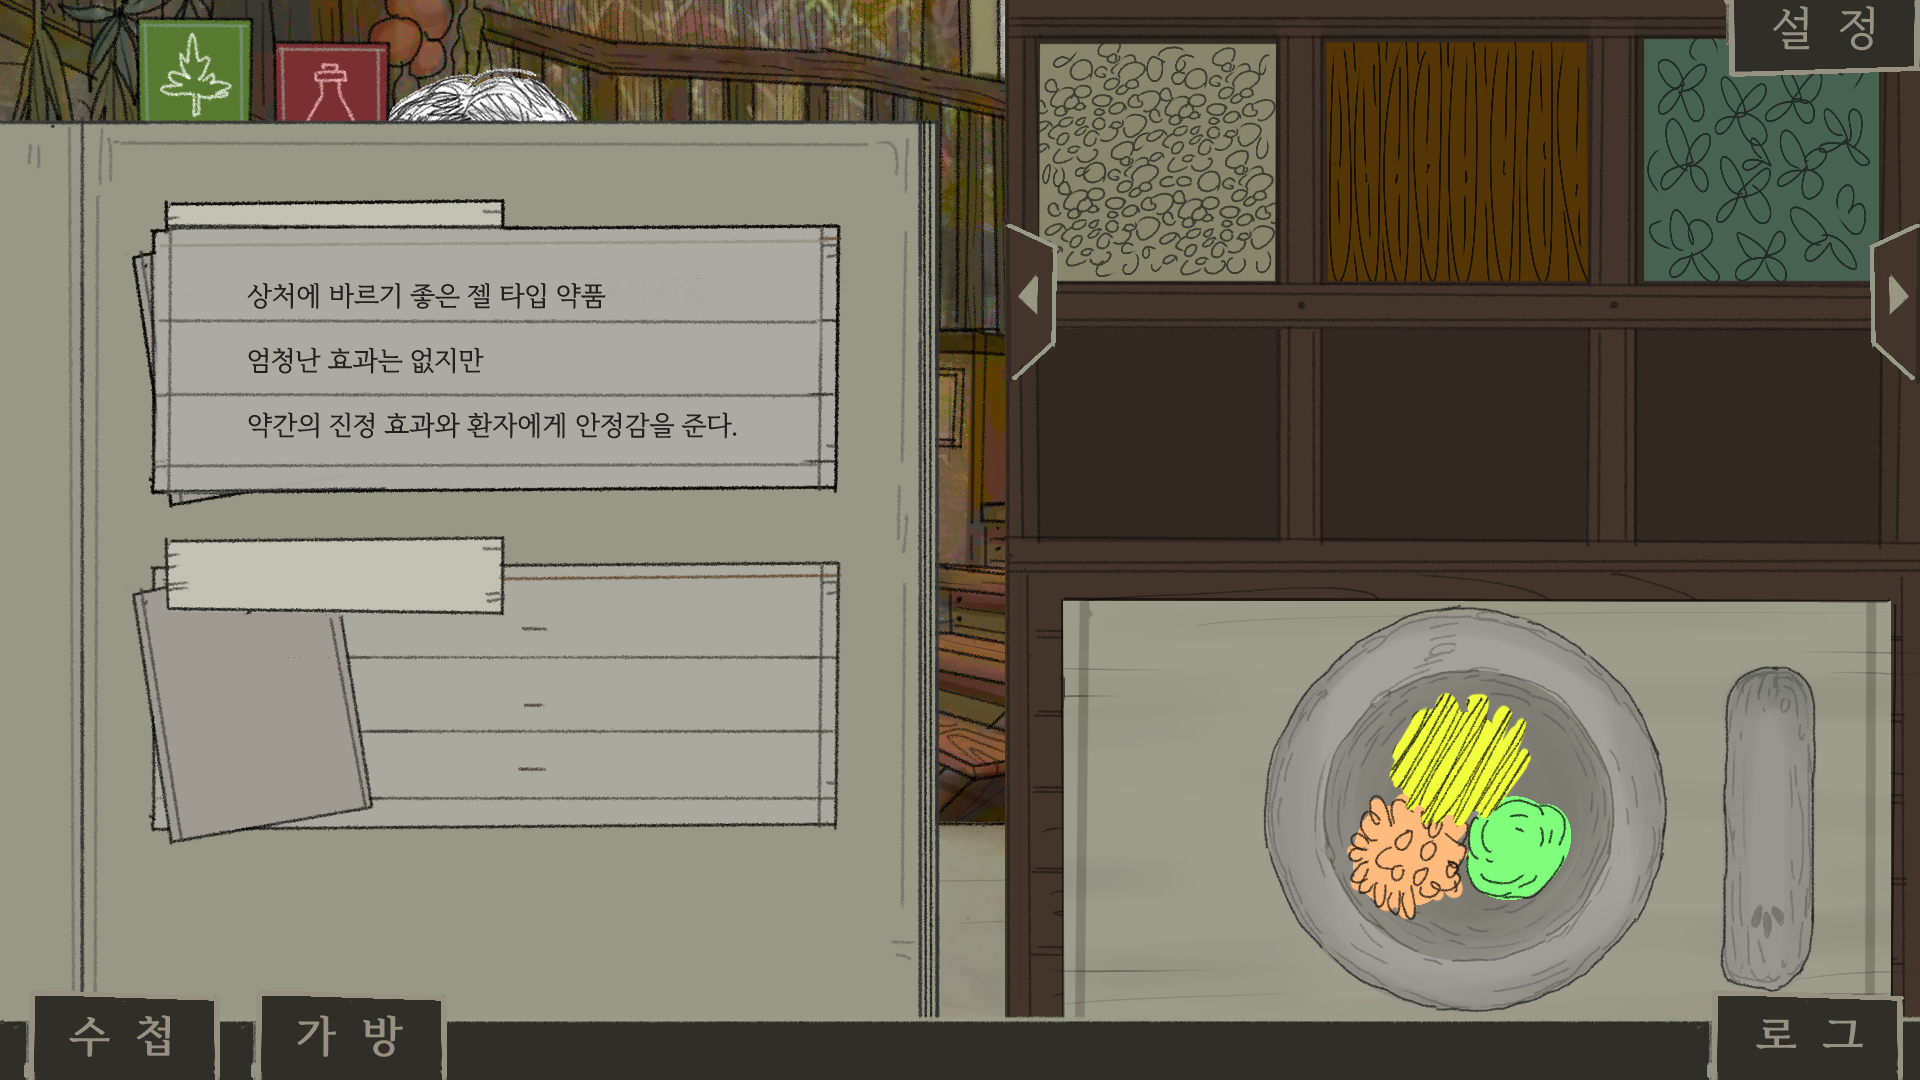 설 정
상처에 바르기 좋은 젤 타입 약품
엄청난 효과는 없지만
약간의 진정 효과와 환자에게 안정감을 준다.
수 첩
가 방
로 그